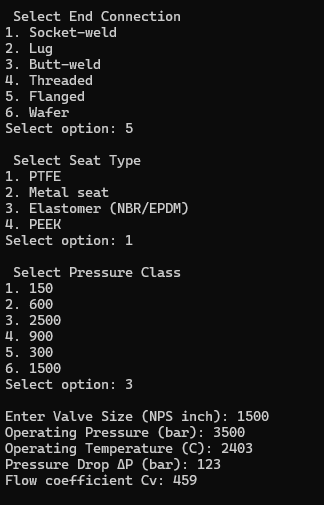 Select End Connection
1. Socket-weld
2. Lug
3. Butt-weld
4. Threaded
5. Flanged
6. Wafer
Select option: 5
Select Seat Type
1. PTFE
2. Metal seat
3. Elastomer (NBR/EPDM)
4. PEEK
Select option: 1
Select Pressure Class
1. 150
2. 600
3. 2500
4. 900
5. 300
6. 1500
Select option: 3
Enter Valve Size (NPS inch): 1500
Operating Pressure (bar): 3500
Operating Temperature (C): 2403
Pressure Drop ΔP (bar): 123
Flow coefficient Cv: 459